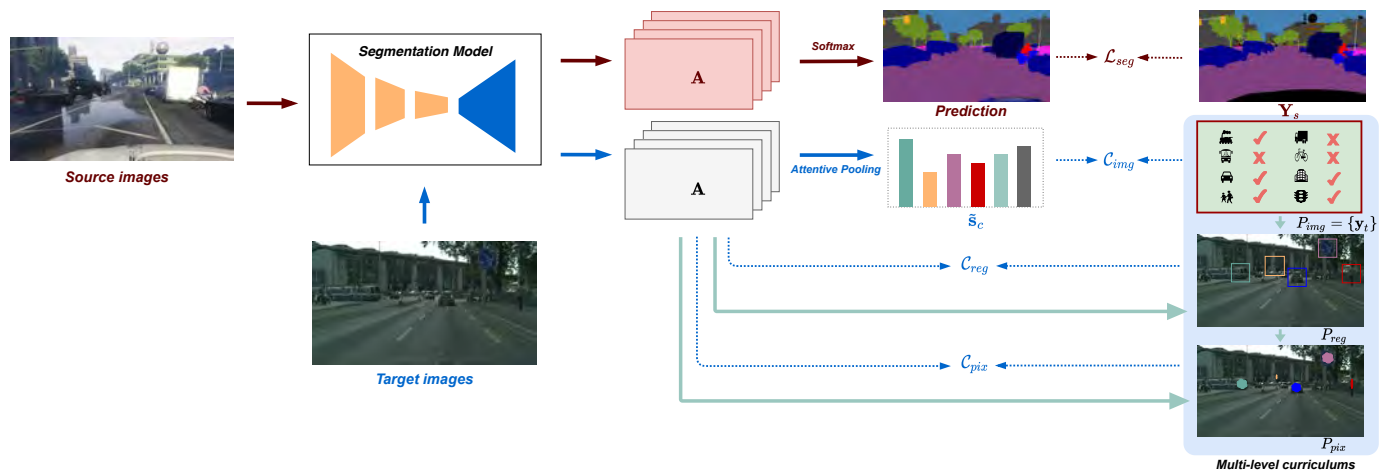 Source images
Segmentation Model
Target images
A
Softmax
Prediction
ℒ_seg
Y_s
A
Attentive Pooling
s̃_c
𝒞_img
P_img = {y_t}
𝒞_reg
P_reg
𝒞_pix
P_pix
Multi-level curriculums